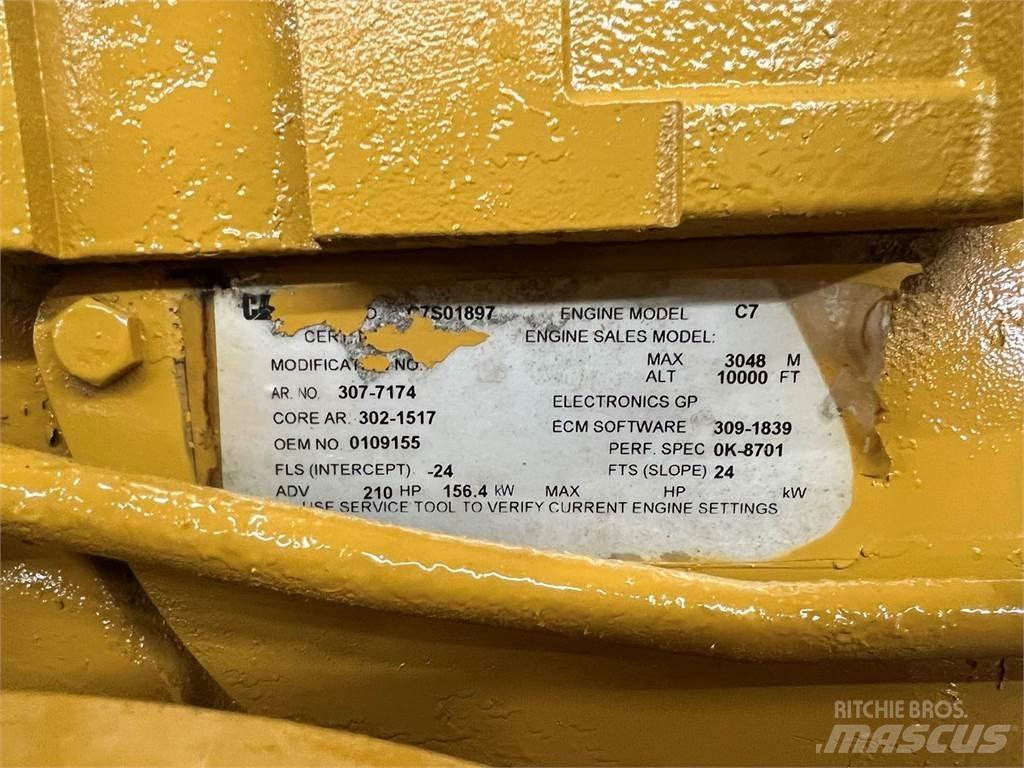 C7S01897 ENGINE MODEL C7
ENGINE SALES MODEL:
NO. MAX 3048 M
ALT 10000 FT
AR. NO. 307-7174
ELECTRONICS GP
CORE AR. 302-1517 ECM SOFTWARE 309-1839
OEM NO 0109155 PERF. SPEC 0K-8701
FLS (INTERCEPT) -24 FTS (SLOPE) 24
ADV 210 HP 156.4 kW MAX HP kW
USE SERVICE TOOL TO VERIFY CURRENT ENGINE SETTINGS
RITCHIE BROS.
MASCUS